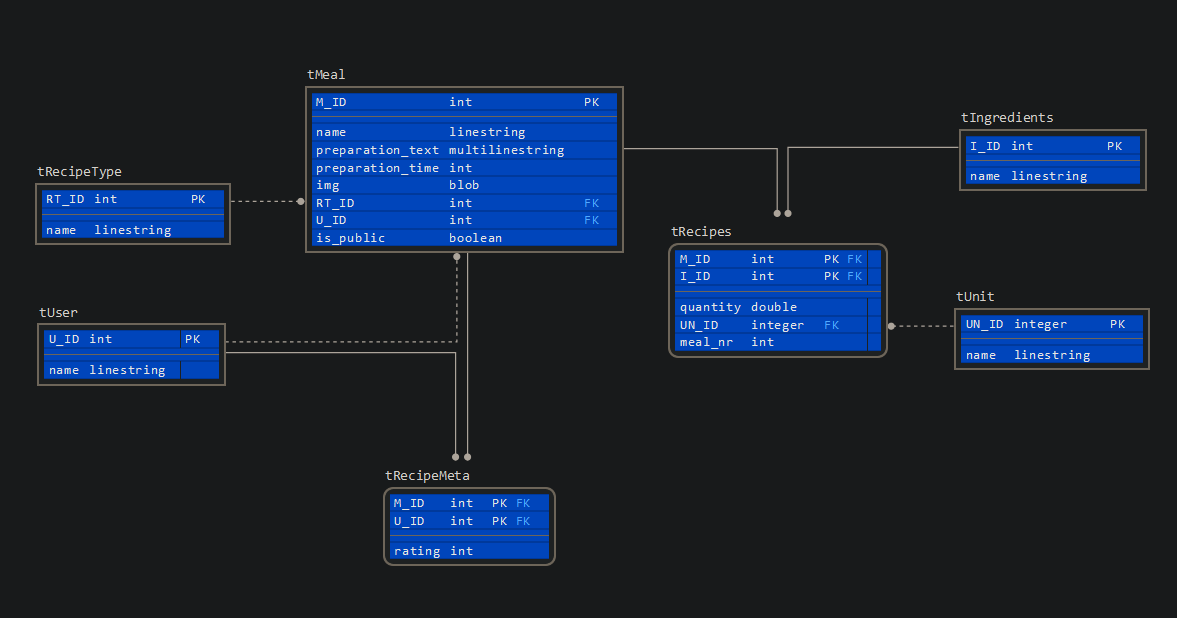 tMeal
M_ID int PK
name linestring
preparation_text multilinestring
preparation_time int
img blob
RT_ID int FK
U_ID int FK
is_public boolean
tIngredients
I_ID int PK
name linestring
tRecipeType
RT_ID int PK
name linestring
tRecipes
M_ID int PK FK
I_ID int PK FK
quantity double
UN_ID integer FK
meal_nr int
tUnit
UN_ID integer PK
name linestring
tUser
U_ID int PK
name linestring
tRecipeMeta
M_ID int PK FK
U_ID int PK FK
rating int